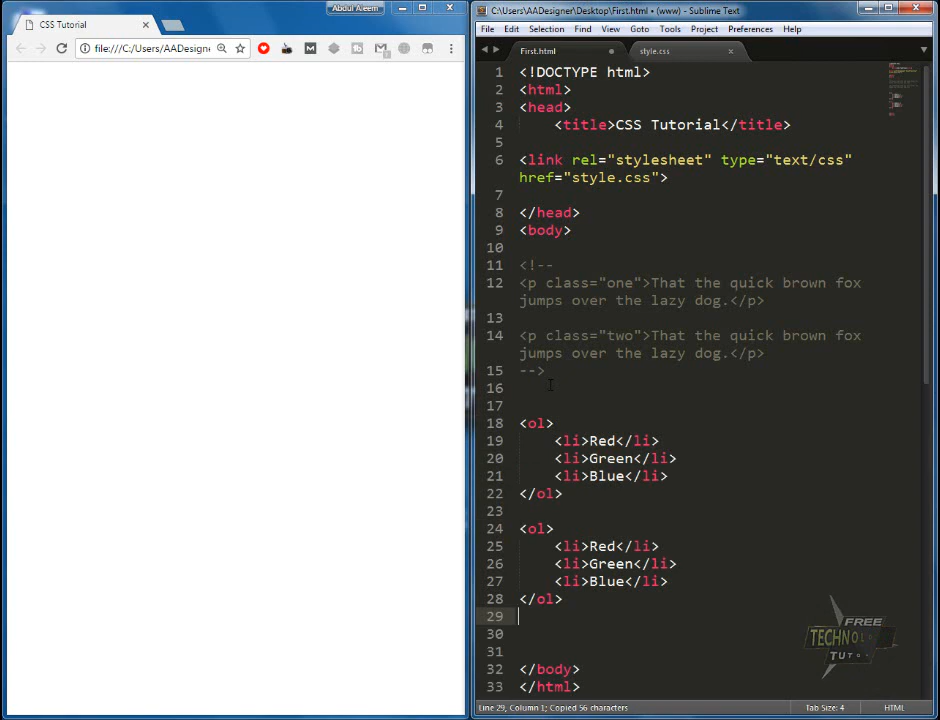 Abdul Aleem
CSS Tutorial
file:///C:/Users/AADesigne
C:\Users\AADesigner\Desktop\First.html • (www) - Sublime Text
File Edit Selection Find View Goto Tools Project Preferences Help
First.html
style.css
1 <!DOCTYPE html>
2 <html>
3 <head>
4 <title>CSS Tutorial</title>
5
6 <link rel="stylesheet" type="text/css"
href="style.css">
7
8 </head>
9 <body>
10
11 <!--
12 <p class="one">That the quick brown fox
jumps over the lazy dog.</p>
13
14 <p class="two">That the quick brown fox
jumps over the lazy dog.</p>
15 -->
16
17
18 <ol>
19 <li>Red</li>
20 <li>Green</li>
21 <li>Blue</li>
22 </ol>
23
24 <ol>
25 <li>Red</li>
26 <li>Green</li>
27 <li>Blue</li>
28 </ol>
29
30
31
32 </body>
33 </html>
FREE
TECHNOL
TUTO
Line 29, Column 1; Copied 56 characters
Tab Size: 4
HTML